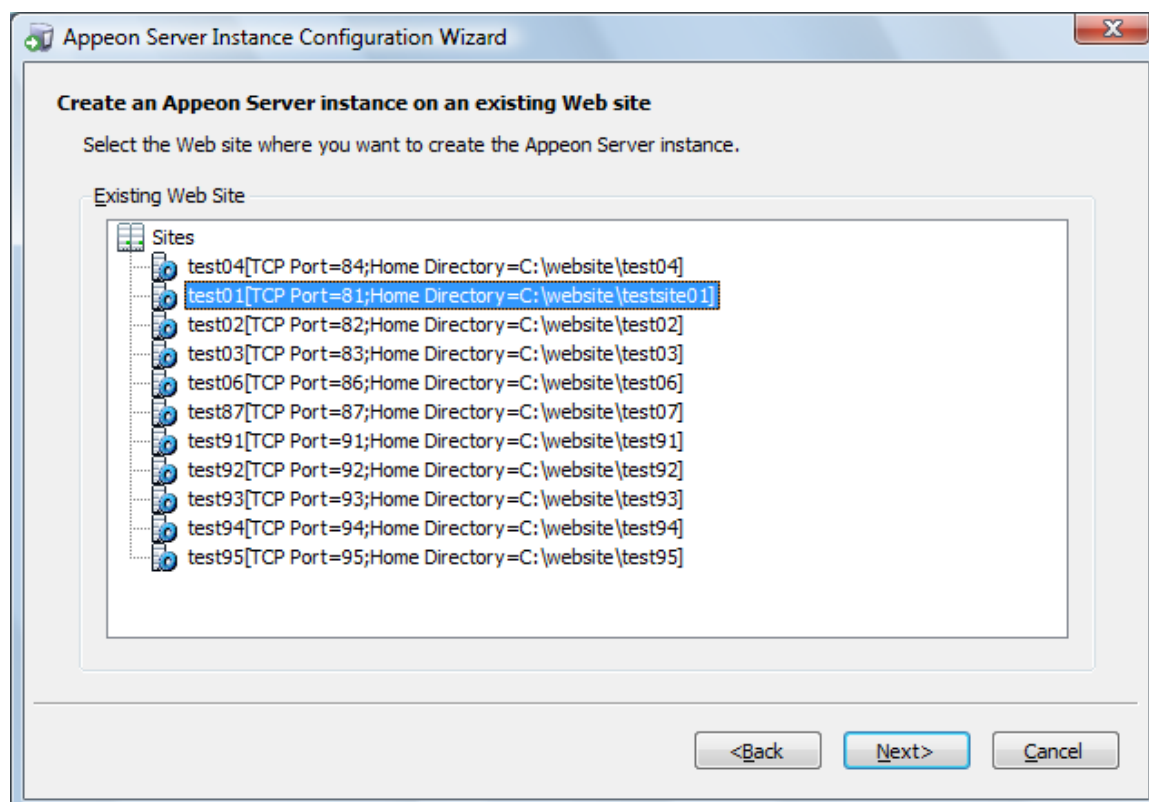 Appeon Server Instance Configuration Wizard
Create an Appeon Server instance on an existing Web site
Select the Web site where you want to create the Appeon Server instance.
Existing Web Site
Sites
test04[TCP Port=84;Home Directory=C:\website\test04]
test01[TCP Port=81;Home Directory=C:\website\testsite01]
test02[TCP Port=82;Home Directory=C:\website\test02]
test03[TCP Port=83;Home Directory=C:\website\test03]
test06[TCP Port=86;Home Directory=C:\website\test06]
test87[TCP Port=87;Home Directory=C:\website\test07]
test91[TCP Port=91;Home Directory=C:\website\test91]
test92[TCP Port=92;Home Directory=C:\website\test92]
test93[TCP Port=93;Home Directory=C:\website\test93]
test94[TCP Port=94;Home Directory=C:\website\test94]
test95[TCP Port=95;Home Directory=C:\website\test95]
<Back Next> Cancel